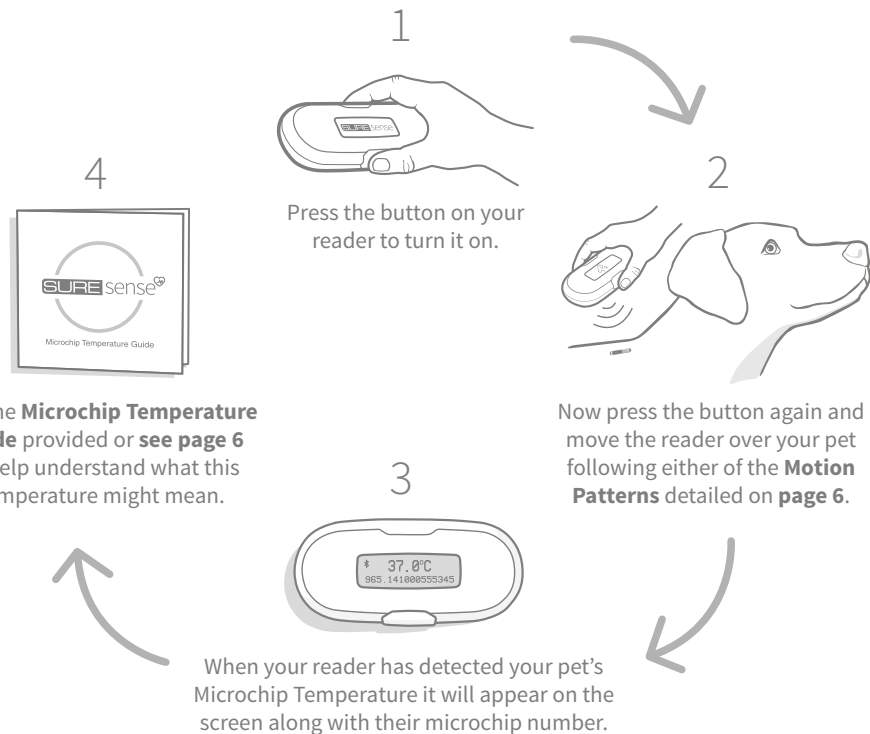 1
SURE sense
Press the button on your
reader to turn it on.
2
Now press the button again and
move the reader over your pet
following either of the Motion
Patterns detailed on page 6.
3
37.0°C
965.141000555345
When your reader has detected your pet's
Microchip Temperature it will appear on the
screen along with their microchip number.
4
SURE sense
Microchip Temperature Guide
Microchip Temperature
provided or see page 6
understand what this
might mean.